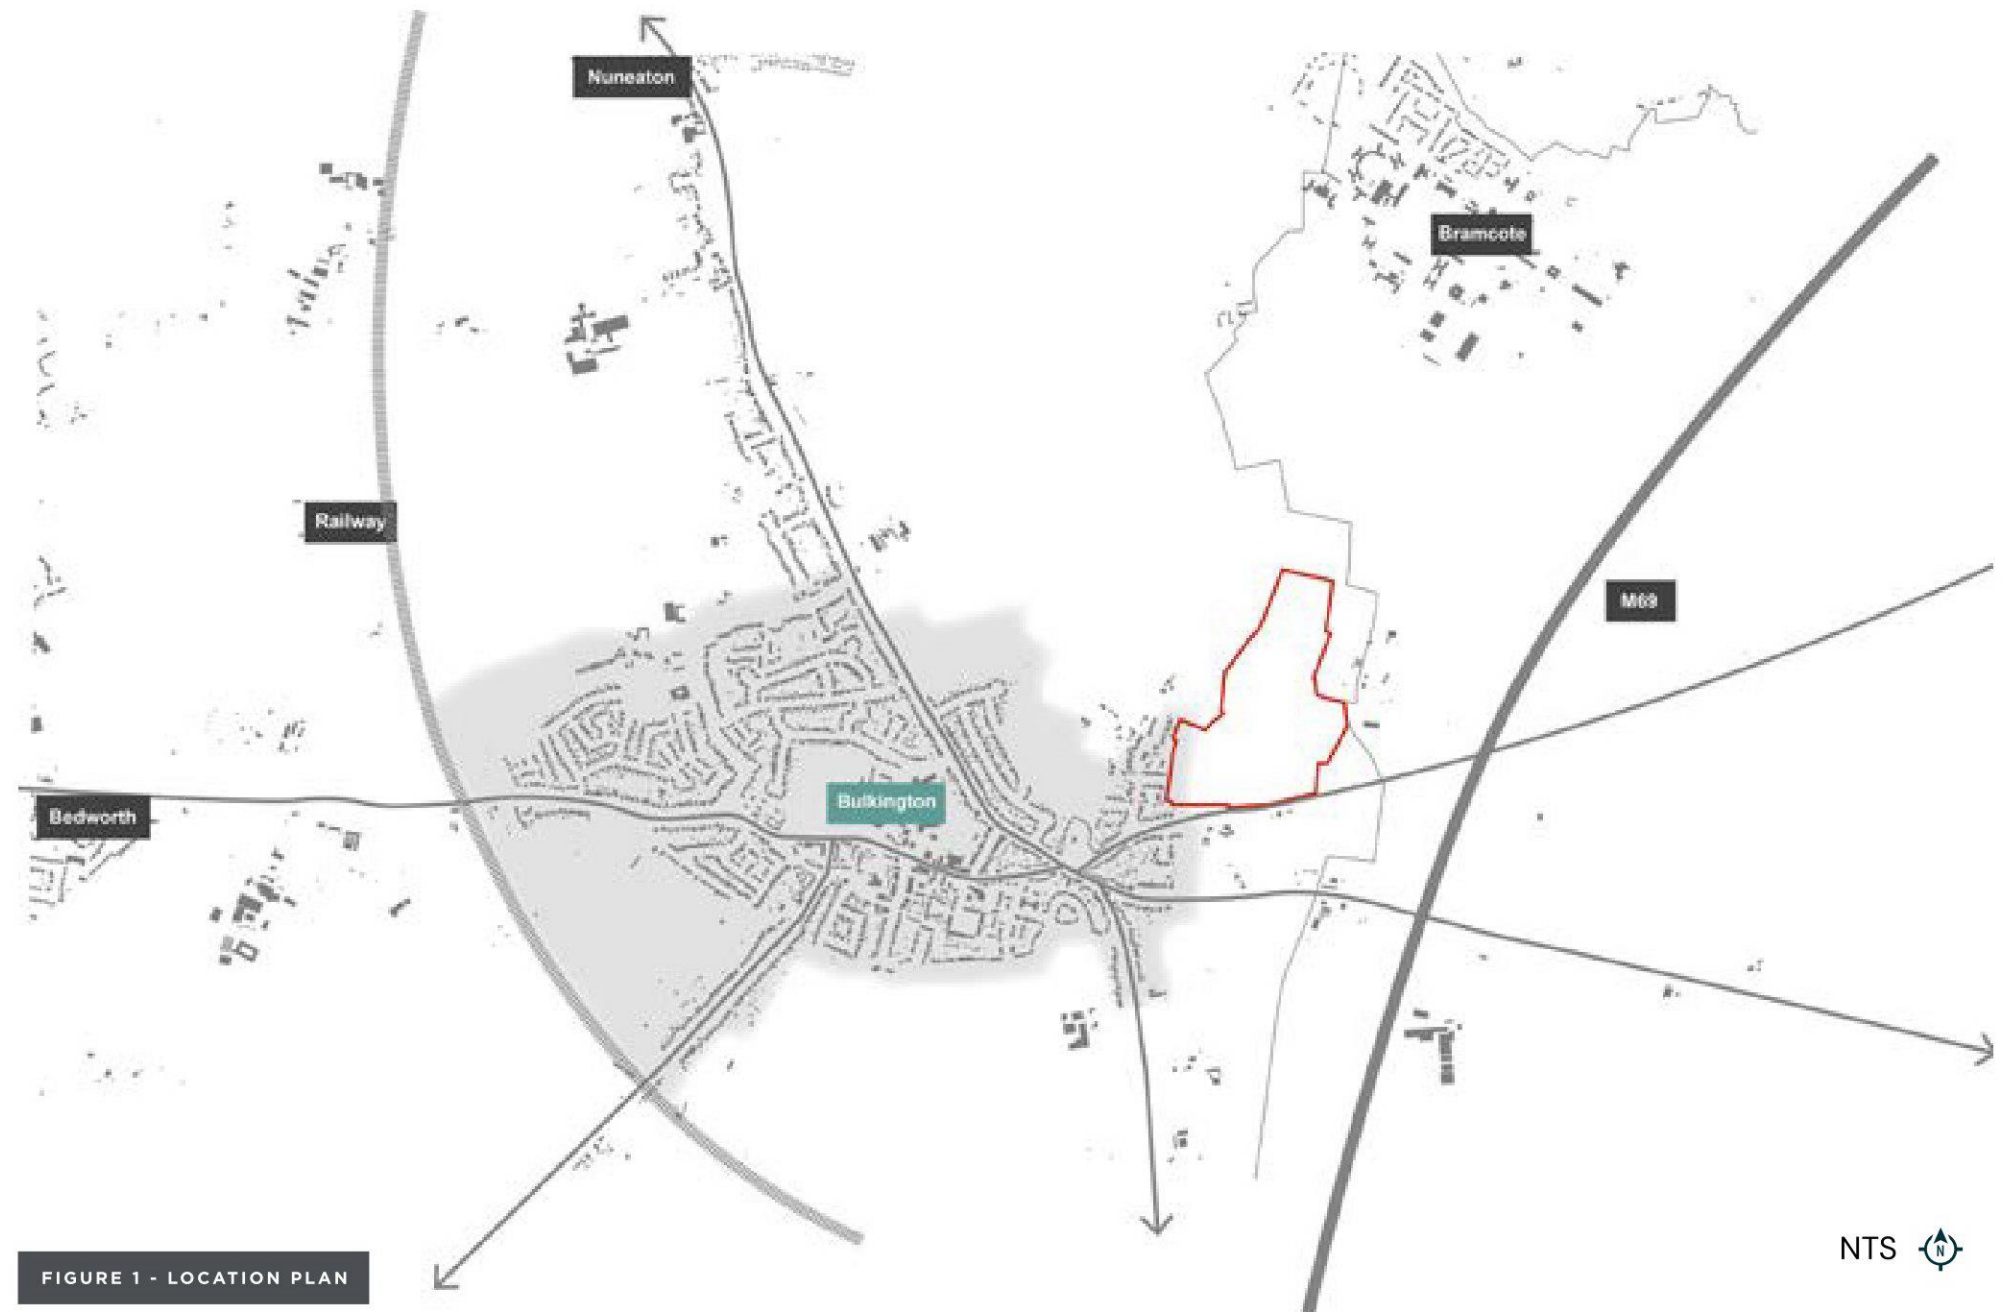 Nuneaton
Bramcote
Railway
M69
Bulkington
Bedworth
NTS
N
FIGURE 1 - LOCATION PLAN